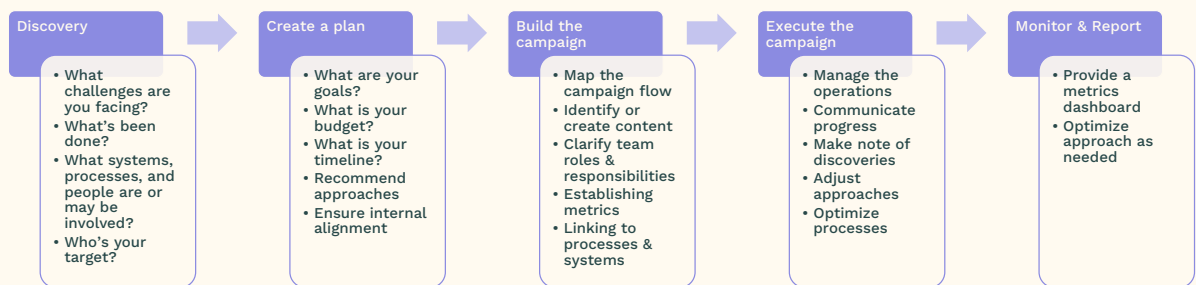 Discovery
• What
challenges are
you facing?
• What's been
done?
• What systems,
processes, and
people are or
may be
involved?
• Who's your
target?
Create a plan
• What are your
goals?
• What is your
budget?
• What is your
timeline?
• Recommend
approaches
• Ensure internal
alignment
Build the
campaign
• Map the
campaign flow
• Identify or
create content
• Clarify team
roles &
responsibilities
• Establishing
metrics
• Linking to
processes &
systems
Execute the
campaign
• Manage the
operations
• Communicate
progress
• Make note of
discoveries
• Adjust
approaches
• Optimize
processes
Monitor & Report
• Provide a
metrics
dashboard
• Optimize
approach as
needed